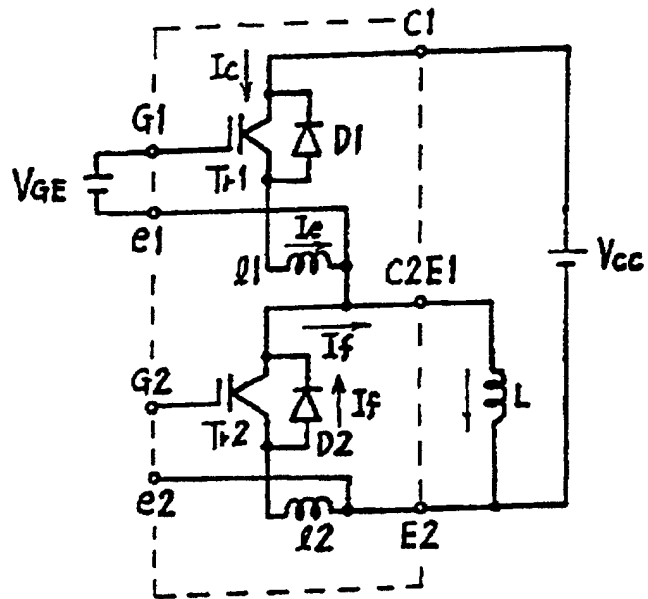 C1
Ic
G1
D1
Tr1
VGE
e1
Ie
l1
C2E1
Vcc
If
G2
If
L
Tr2
D2
e2
l2
E2